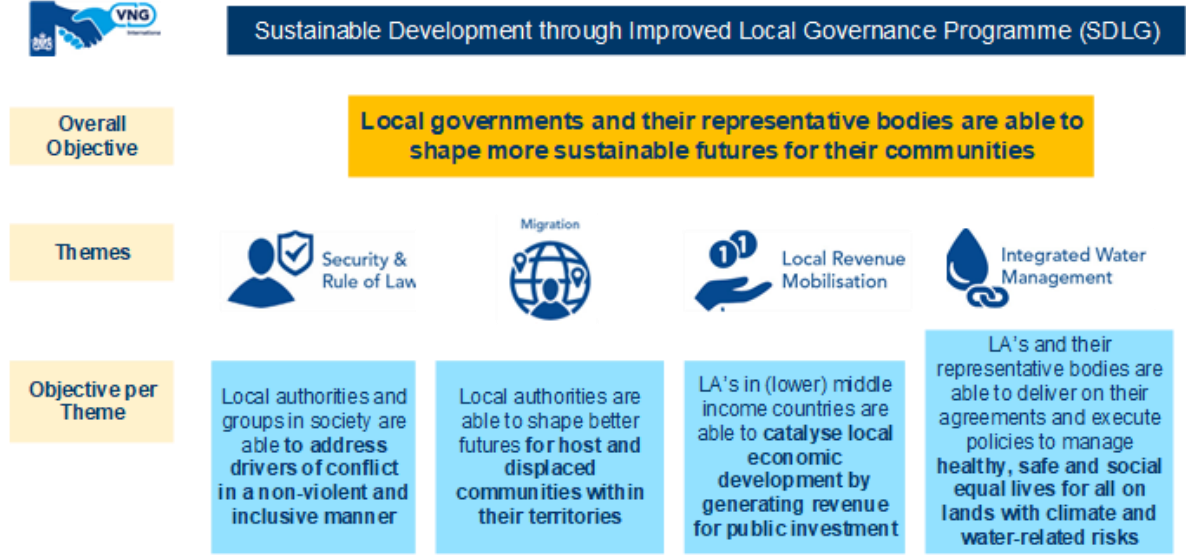 VNG
International
Sustainable Development through Improved Local Governance Programme (SDLG)
Overall
Objective
Local governments and their representative bodies are able to
shape more sustainable futures for their communities
Themes
Security &
Rule of Law
Migration
1 1
Local Revenue
Mobilisation
Integrated Water
Management
Objective per
Theme
Local authorities and
groups in society are
able to address
drivers of conflict
in a non-violent and
inclusive manner
Local authorities are
able to shape better
futures for host and
displaced
communities within
their territories
LA's in (lower) middle
income countries are
able to catalyse local
economic
development by
generating revenue
for public investment
LA's and their
representative bodies are
able to deliver on their
agreements and execute
policies to manage
healthy, safe and social
equal lives for all on
lands with climate and
water-related risks